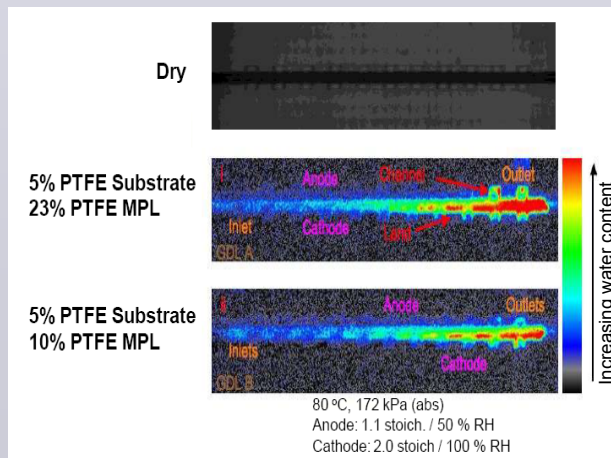 Dry
5% PTFE Substrate
23% PTFE MPL
i
Anode
Channel
Outlet
Inlet
Cathode
Land
GDL A
5% PTFE Substrate
10% PTFE MPL
ii
Anode
Outlets
Inlets
Cathode
GDL B
Increasing water content
80 ºC, 172 kPa (abs)
Anode: 1.1 stoich. / 50 % RH
Cathode: 2.0 stoich / 100 % RH